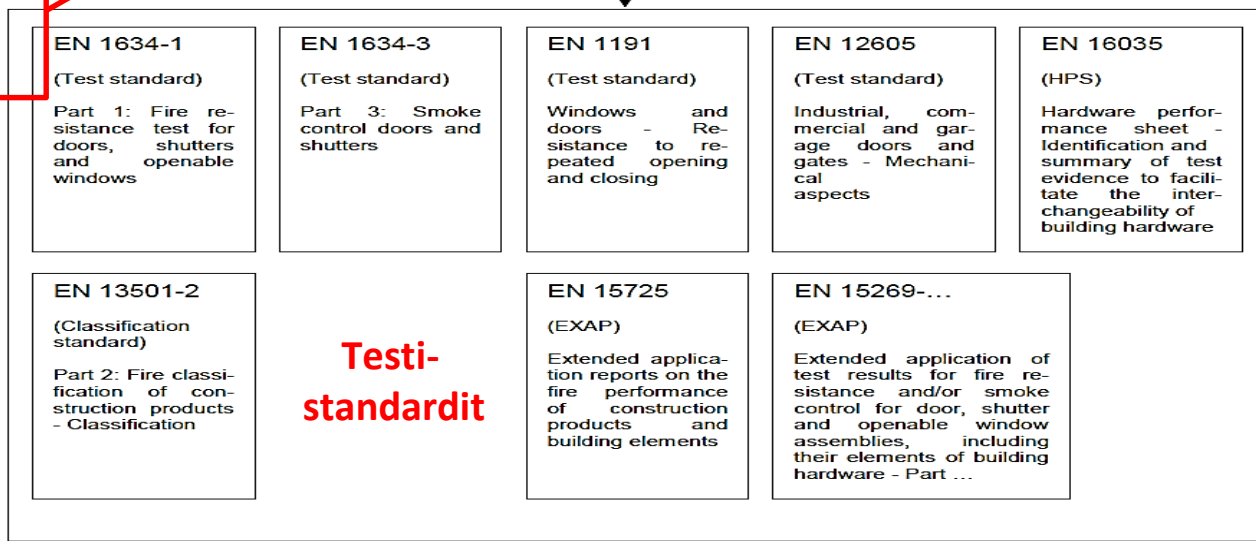 EN 1634-1
(Test standard)
Part 1: Fire re-
sistance test for
doors, shutters
and openable
windows
EN 1634-3
(Test standard)
Part 3: Smoke
control doors and
shutters
EN 1191
(Test standard)
Windows and
doors - Re-
sistance to re-
peated opening
and closing
EN 12605
(Test standard)
Industrial, com-
mercial and gar-
age doors and
gates - Mechani-
cal
aspects
EN 16035
(HPS)
Hardware perfor-
mance sheet -
Identification and
summary of test
evidence to facili-
tate the inter-
changeability of
building hardware
EN 13501-2
(Classification
standard)
Part 2: Fire classi-
fication of con-
struction products
- Classification
Testi-
standardit
EN 15725
(EXAP)
Extended applica-
tion reports on the
fire performance
of construction
products and
building elements
EN 15269-...
(EXAP)
Extended application of
test results for fire re-
sistance and/or smoke
control for door, shutter
and openable window
assemblies, including
their elements of building
hardware - Part ...